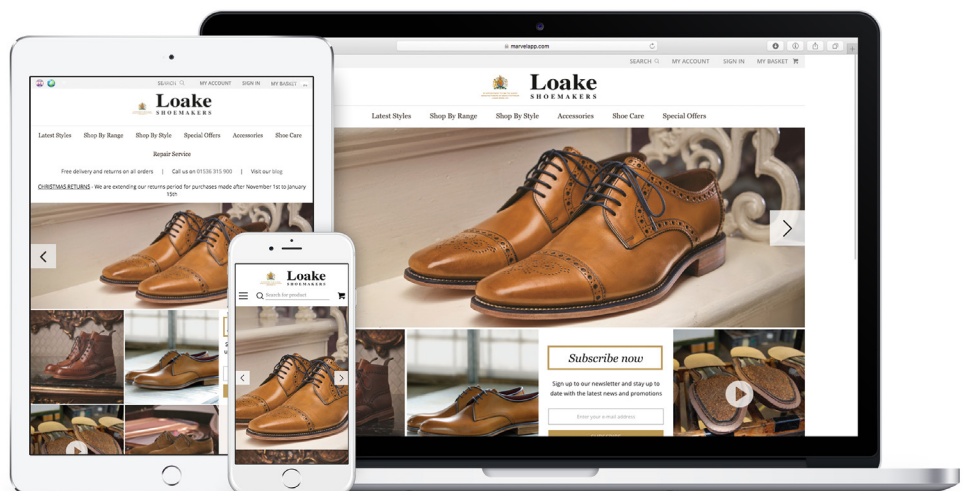 SEARCH MY ACCOUNT SIGN IN MY BASKET
Loake
SHOEMAKERS
Latest Styles Shop By Range Shop By Style Special Offers Accessories Shoe Care
Repair Service
Free delivery and returns on all orders | Call us on 01536 315 900 | Visit our blog
CHRISTMAS RETURNS - We are extending our returns period for purchases made after November 1st to January
15th
Loake
SHOEMAKERS
Search for product
marvelapp.com
SEARCH MY ACCOUNT SIGN IN MY BASKET
Loake
SHOEMAKERS
Latest Styles Shop By Range Shop By Style Accessories Shoe Care Special Offers
Subscribe now
Sign up to our newsletter and stay up to
date with the latest news and promotions
Enter your e-mail address